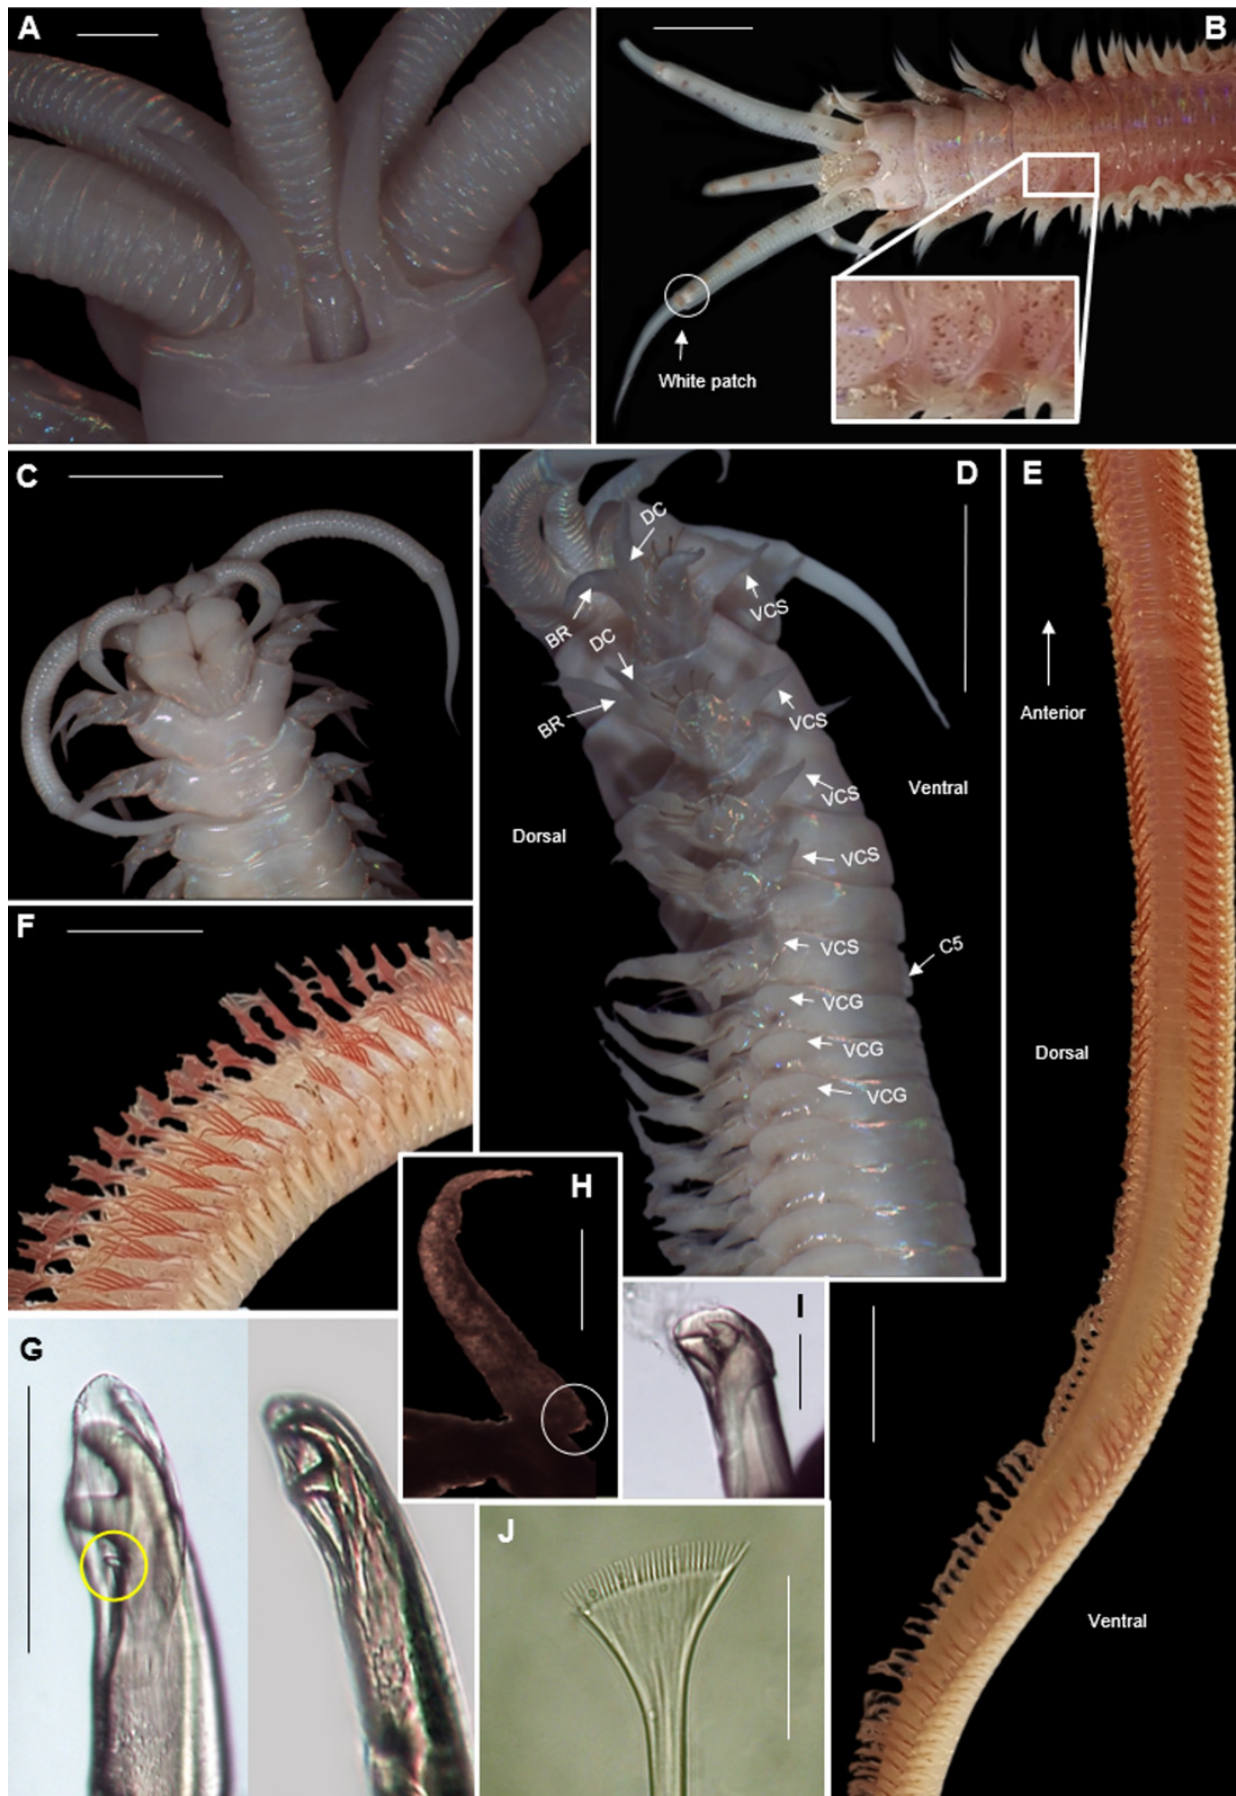 A
B
White patch
C
D
DC
VCS
BR
DC
VCS
BR
VCS
Ventral
Dorsal
VCS
VCS
C5
VCG
VCG
VCG
E
Anterior
Dorsal
Ventral
F
G
H
I
J